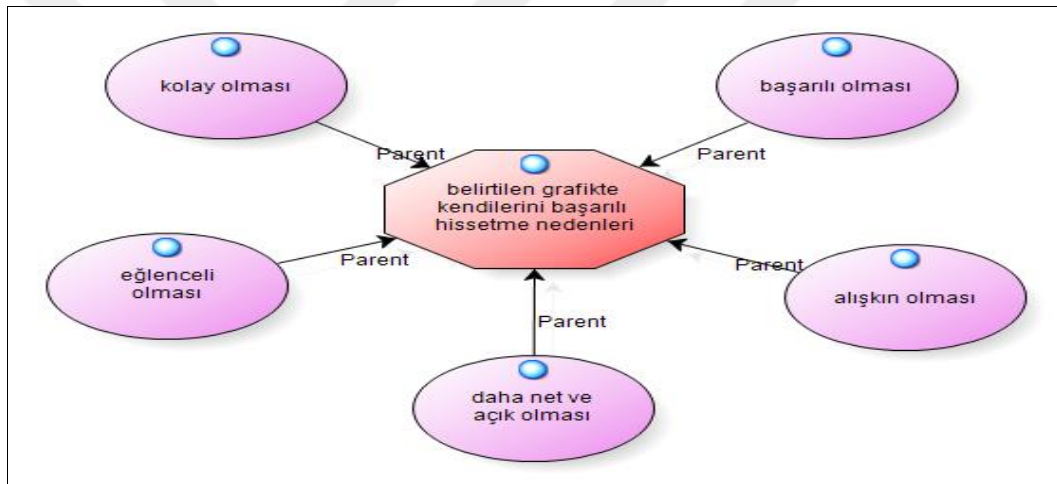 kolay olması
başarılı olması
Parent
Parent
belirtilen grafikte
kendilerini başarılı
hissetme nedenleri
eğlenceli
olması
Parent
Parent
alışkın olması
Parent
daha net ve
açık olması